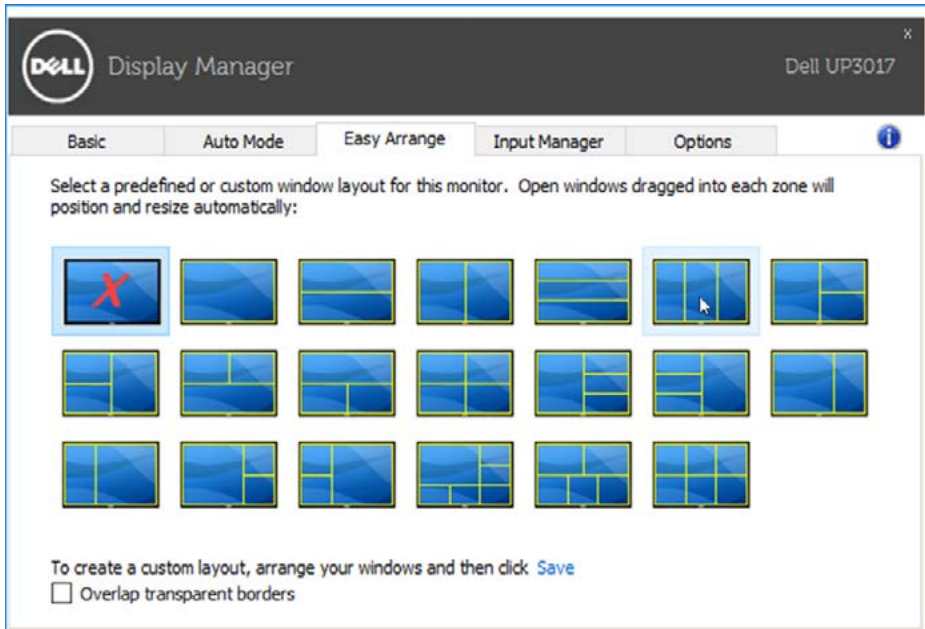 x
DELL
Display Manager
Dell UP3017
Basic
Auto Mode
Easy Arrange
Input Manager
Options
i
Select a predefined or custom window layout for this monitor.  Open windows dragged into each zone will
position and resize automatically:
X
To create a custom layout, arrange your windows and then click Save
Overlap transparent borders